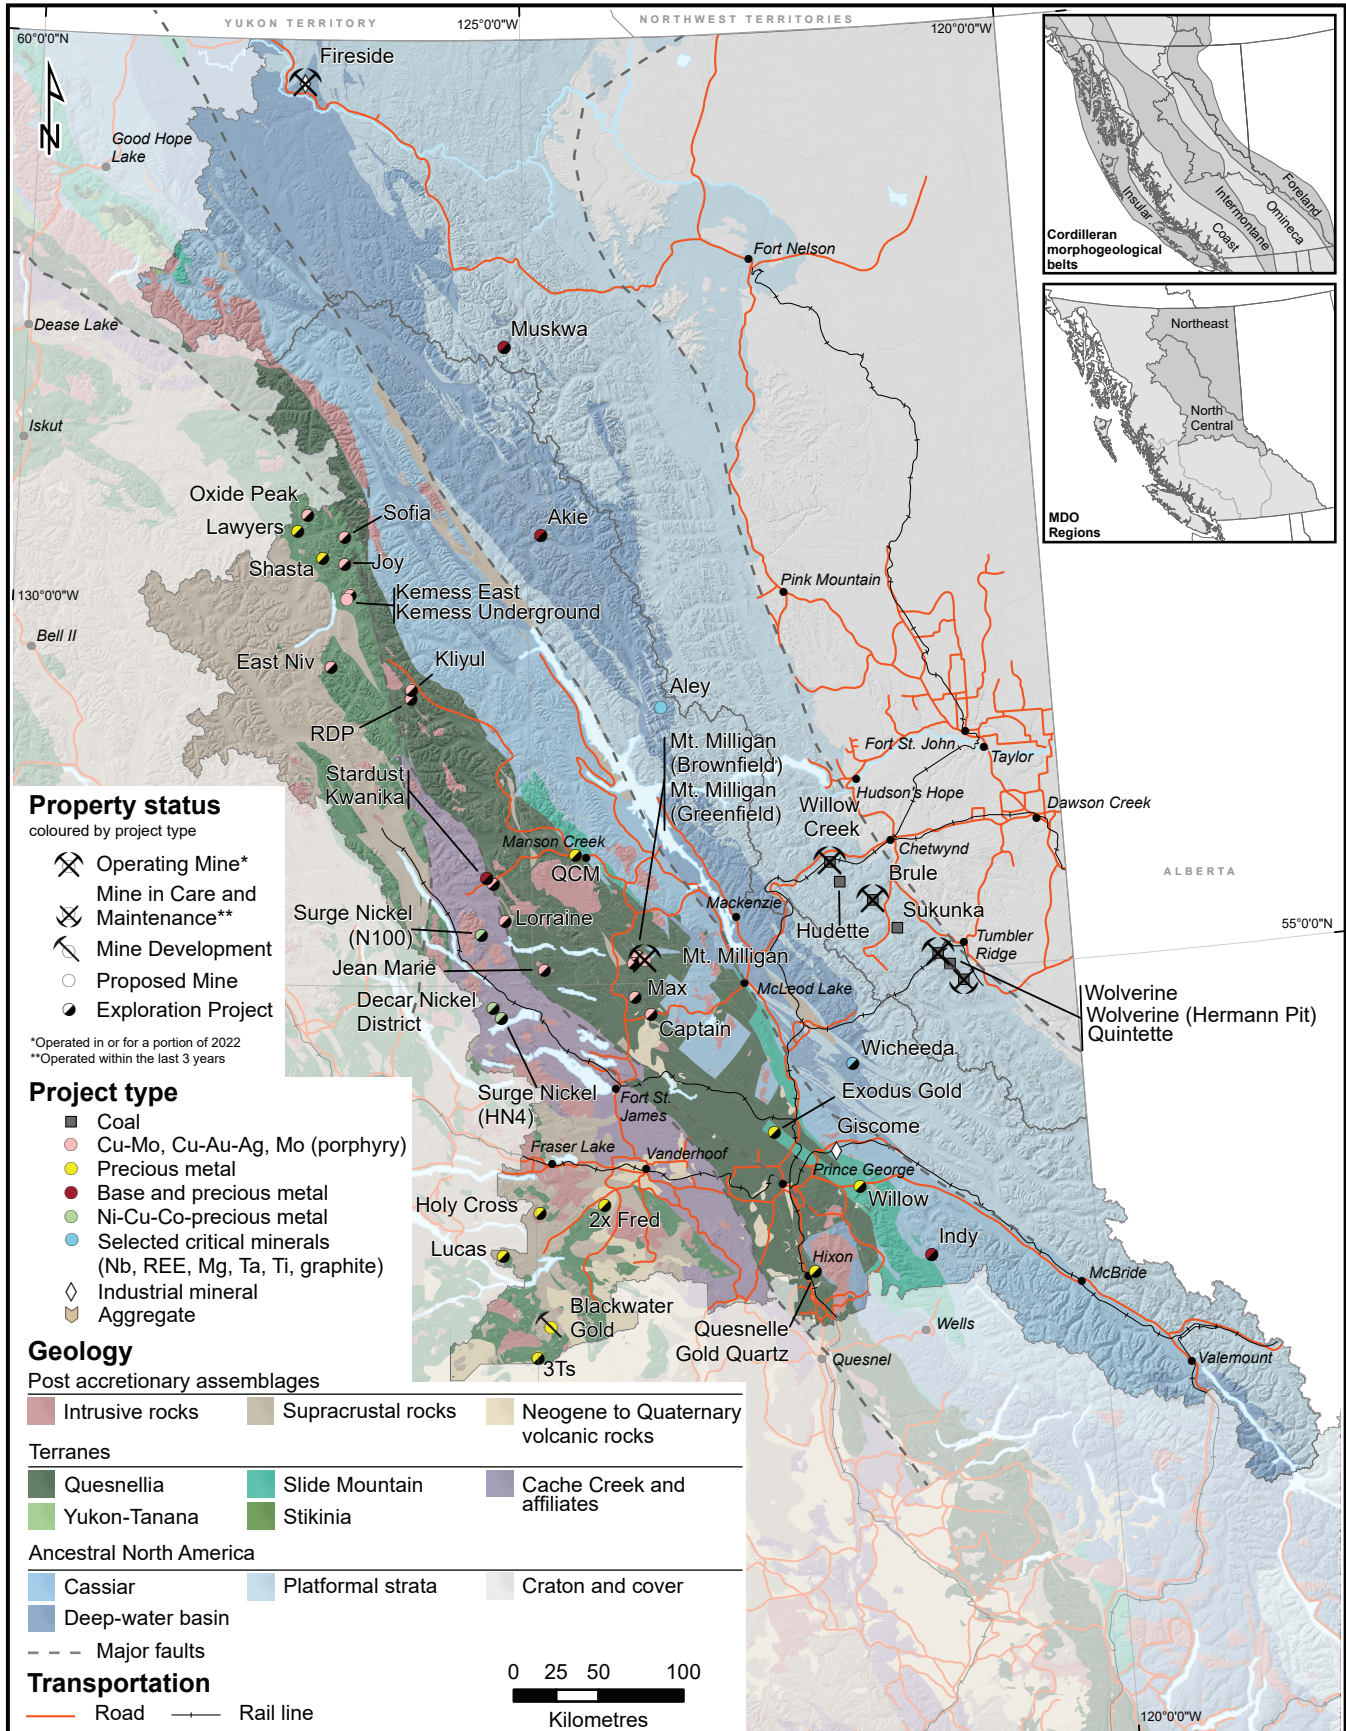 YUKON TERRITORY
NORTHWEST TERRITORIES
125°0'0"W
120°0'0"W
60°0'0"N
N
Fireside
Good Hope
Lake
Fort Nelson
Dease Lake
Muskwa
Iskut
Foreland
Omineca
Intermontane
Coast
Insular
Cordilleran
morphogeological
belts
Northeast
North
Central
MDO
Regions
Oxide Peak
Lawyers
Sofia
Akie
Shasta
Joy
Pink Mountain
130°0'0"W
Kemess East
Kemess Underground
Bell II
East Niv
Kliyul
RDP
Aley
Mt. Milligan
(Brownfield)
Mt. Milligan
(Greenfield)
Fort St. John
Taylor
Hudson's Hope
Dawson Creek
Stardust
Kwanika
Willow
Creek
Chetwynd
Manson Creek
QCM
Brule
ALBERTA
Mackenzie
Sukunka
Hudette
55°0'0"N
Surge Nickel
(N100)
Lorraine
Tumbler
Ridge
Jean Marie
Mt. Milligan
Max
McLeod Lake
Captain
Decar Nickel
District
Wolverine
Wolverine (Hermann Pit)
Quintette
Wicheeda
Exodus Gold
Surge Nickel
(HN4)
Fort St.
James
Giscome
Fraser Lake
Vanderhoof
Prince George
Willow
Holy Cross
2x Fred
Lucas
Indy
Hixon
McBride
Blackwater
Gold
Quesnelle
Gold Quartz
Wells
Quesnel
Valemount
3Ts
120°0'0"W
Property status
coloured by project type
Operating Mine*
Mine in Care and
Maintenance**
Mine Development
Proposed Mine
Exploration Project
*Operated in or for a portion of 2022
**Operated within the last 3 years
Project type
Coal
Cu-Mo, Cu-Au-Ag, Mo (porphyry)
Precious metal
Base and precious metal
Ni-Cu-Co-precious metal
Selected critical minerals
(Nb, REE, Mg, Ta, Ti, graphite)
Industrial mineral
Aggregate
Geology
Post accretionary assemblages
Intrusive rocks
Supracrustal rocks
Neogene to Quaternary
volcanic rocks
Terranes
Quesnellia
Slide Mountain
Cache Creek and
affiliates
Yukon-Tanana
Stikinia
Ancestral North America
Cassiar
Platformal strata
Craton and cover
Deep-water basin
Major faults
Transportation
Road
Rail line
0 25 50 100
Kilometres